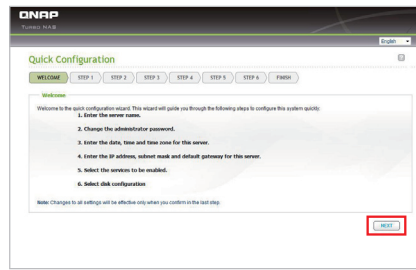 QNAP
TURBO NAS
English
Quick Configuration
WELCOME STEP 1 STEP 2 STEP 3 STEP 4 STEP 5 STEP 6 FINISH
Welcome
Welcome to the quick configuration wizard. This wizard will guide you through the following steps to configure this system quickly:
1. Enter the server name.
2. Change the administrator password.
3. Enter the date, time and time zone for this server.
4. Enter the IP address, subnet mask and default gateway for this server.
5. Select the services to be enabled.
6. Select disk configuration
Note: Changes to all settings will be effective only when you confirm in the last step.
NEXT